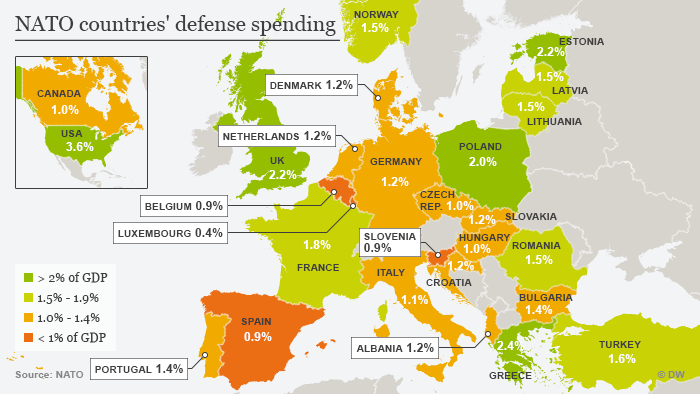 NATO countries' defense spending
NORWAY
1.5%
ESTONIA
2.2%
1.5%
LATVIA
1.5%
LITHUANIA
CANADA
1.0%
USA
3.6%
DENMARK 1.2%
NETHERLANDS 1.2%
UK
2.2%
GERMANY
1.2%
POLAND
2.0%
BELGIUM 0.9%
LUXEMBOURG 0.4%
CZECH
REP. 1.0%
1.2%
SLOVAKIA
SLOVENIA
0.9%
HUNGARY
1.0%
ROMANIA
1.5%
1.8%
FRANCE
1.2%
CROATIA
ITALY
1.1%
BULGARIA
1.4%
> 2% of GDP
1.5% - 1.9%
1.0% - 1.4%
< 1% of GDP
SPAIN
0.9%
ALBANIA 1.2%
2.4%
GREECE
TURKEY
1.6%
PORTUGAL 1.4%
Source: NATO
© DW